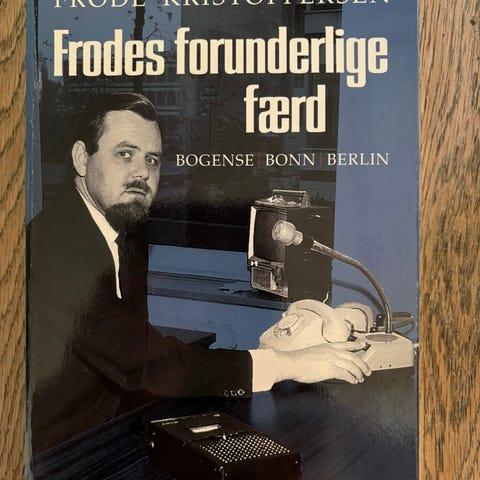 FRODE KRISTOFFERSEN
Frodes forunderlige
færd
BOGENSE | BONN | BERLIN